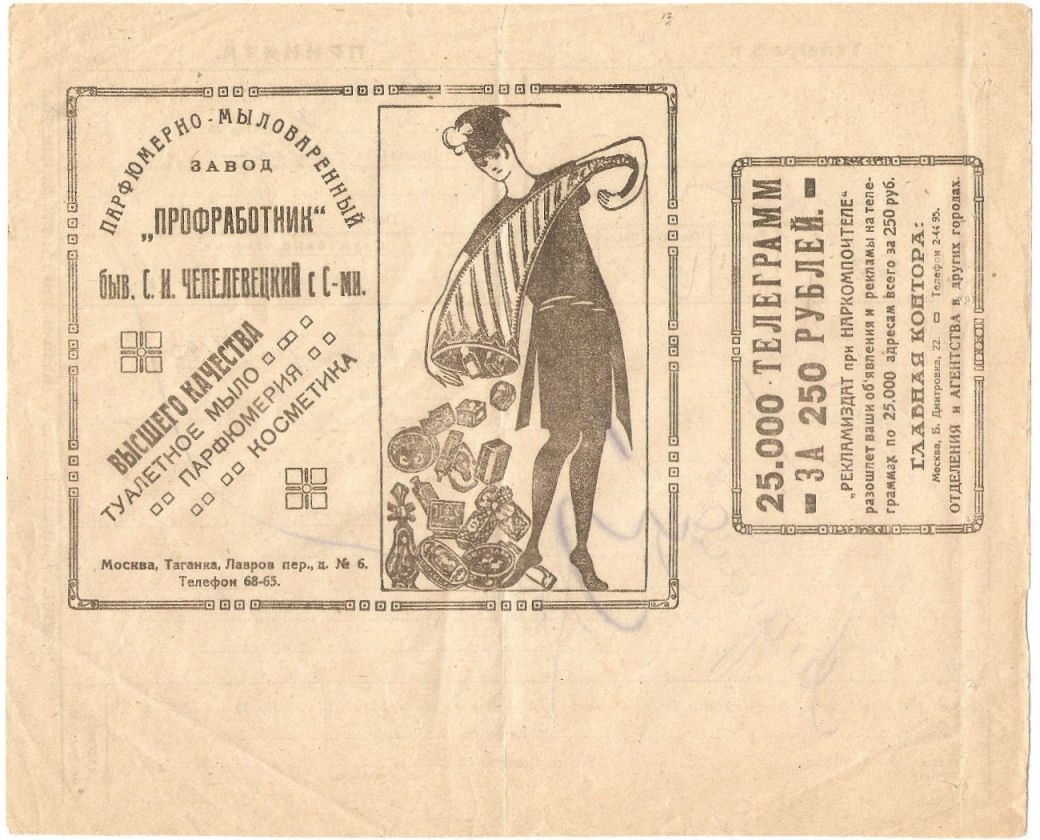 ПАРФЮМЕРНО-МЫЛОВАРЕННЫЙ
ЗАВОД
„ПРОФРАБОТНИК“
быв. С. И. ЧЕПЕЛЕВЕЦКИЙ с С-ми.
ВЫСШЕГО КАЧЕСТВА
ТУАЛЕТНОЕ МЫЛО
ПАРФЮМЕРИЯ
КОСМЕТИКА
Москва, Таганка, Лавров пер., д. № 6.
Телефон 68-65.
25.000 ТЕЛЕГРАММ
ЗА 250 РУБЛЕЙ.
„РЕКЛАМИЗДАТ при НАРКОМПОЧТЕЛЕ“
разошлет ваши об'явления и рекламы на теле-
граммах по 25.000 адресам всего за 250 руб.
ГЛАВНАЯ КОНТОРА:
Москва, Б. Дмитровка, 22. Телефон 2-44 95.
ОТДЕЛЕНИЯ и АГЕНТСТВА в других городах.